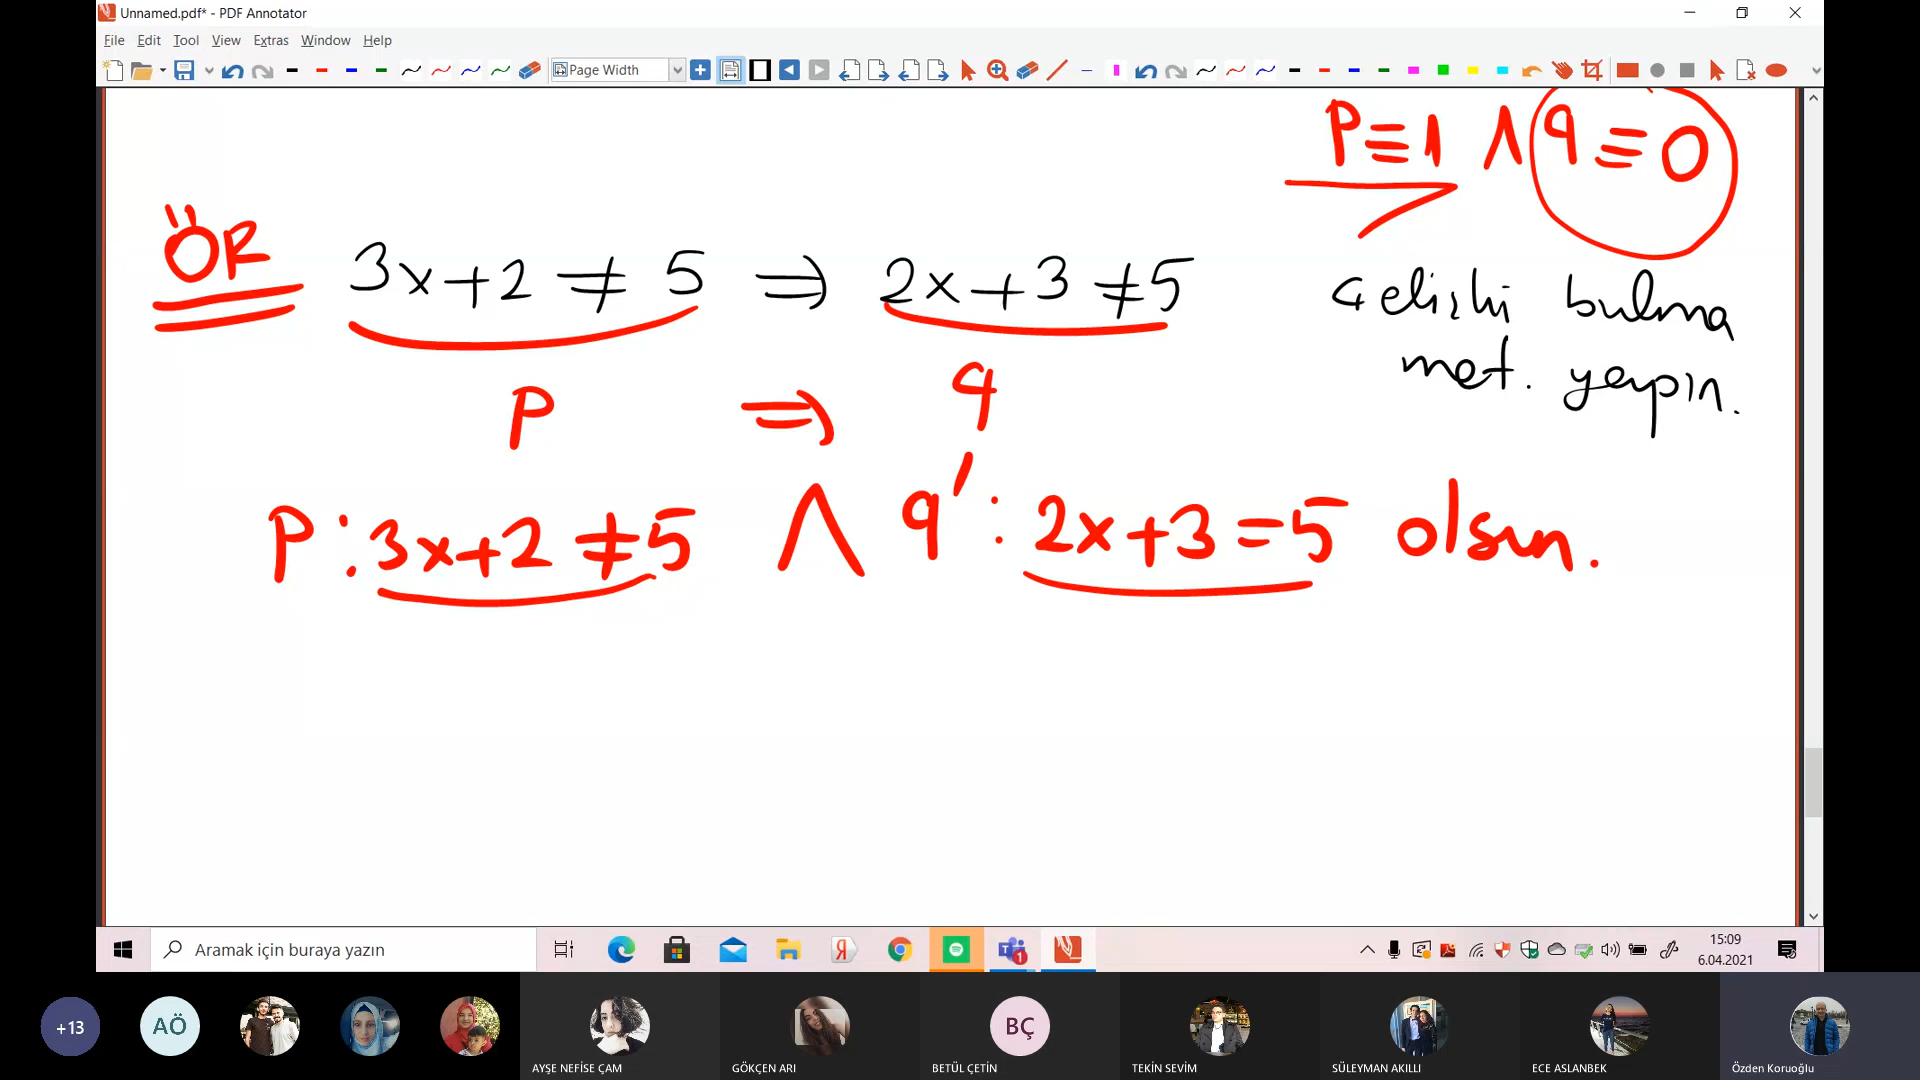 Unnamed.pdf* - PDF Annotator
File Edit Tool View Extras Window Help
Page Width
P ≡ 1 ∧ q ≡ 0
ÖR 3x+2 ≠ 5 ⇒ 2x+3 ≠ 5
çelişki bulma
met. yapın.
P ⇒ q
P : 3x+2 ≠ 5 ∧ q' : 2x+3 = 5 olsun.
Aramak için buraya yazın
1
15:09
6.04.2021
+13
AÖ
BÇ
AYŞE NEFİSE ÇAM
GÖKÇEN ARI
BETÜL ÇETİN
TEKİN SEVİM
SÜLEYMAN AKILLI
ECE ASLANBEK
Özden Koruoğlu